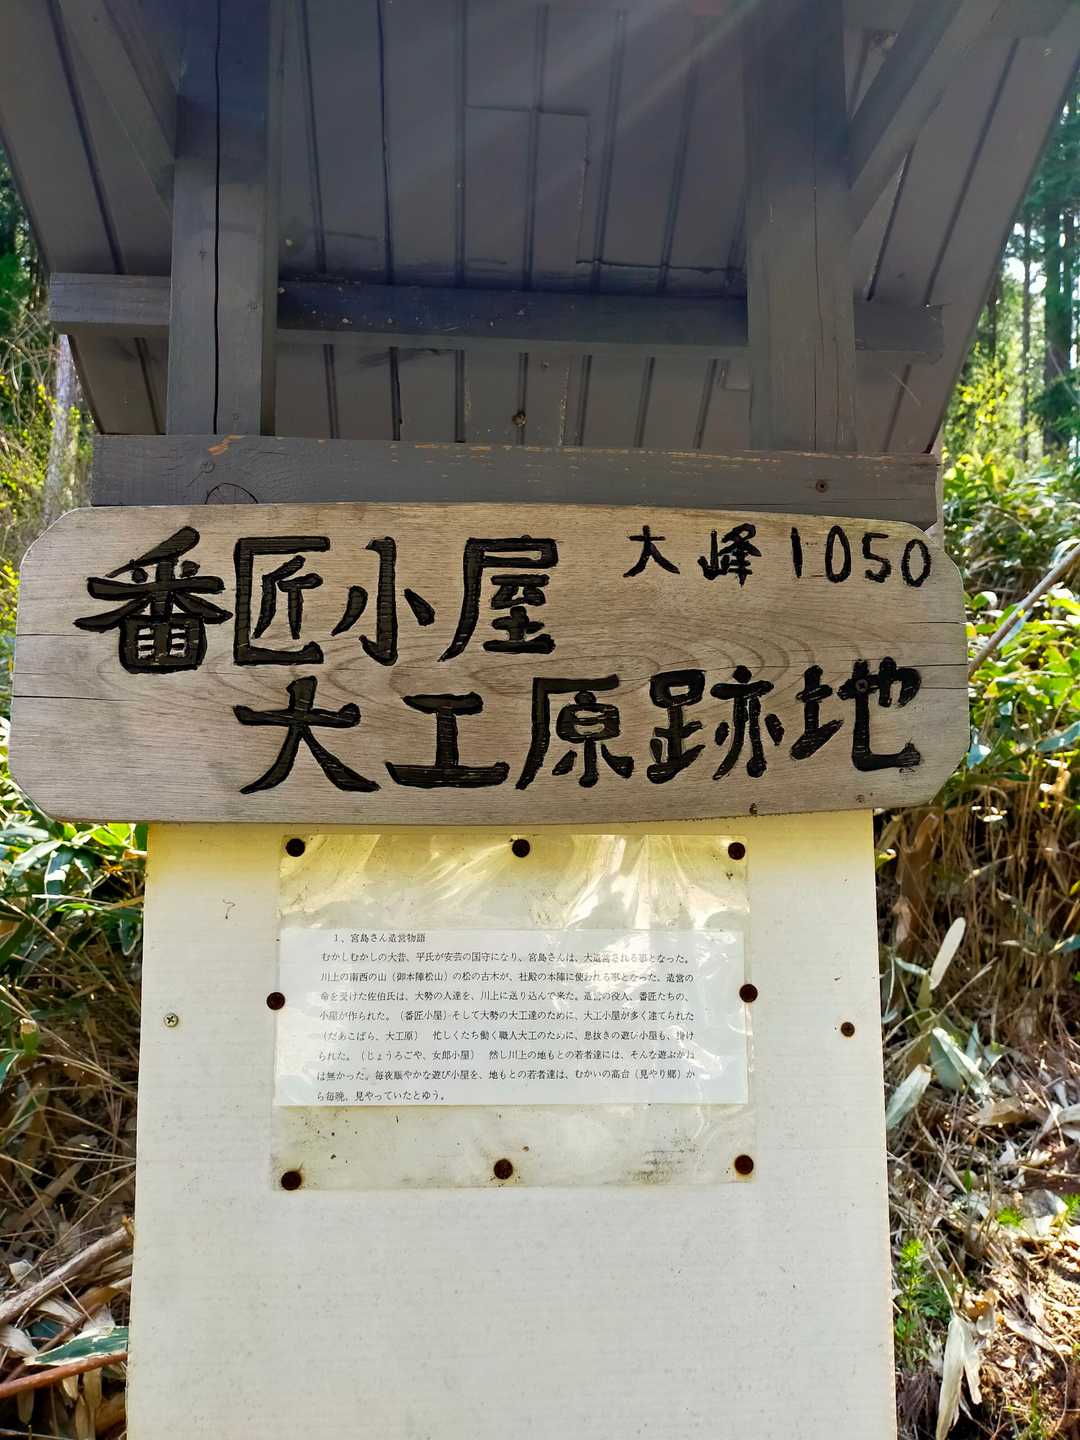 番匠小屋 大峰1050
大工原跡地
1、宮島さん造営物語
むかしむかしの大昔、平氏が安芸の国守になり、宮島さんは、大造営される事となった。
川上の南西の山（御本陣松山）の松の古木が、社殿の本陣に使われる事となった、造営の
命を受けた佐伯氏は、大勢の人達を、川上に送り込んで来た。造営の役人、番匠たちの、
小屋が作られた。（番匠小屋）そして大勢の大工達のために、大工小屋が多く建てられた
（だあこばら、大工原）　忙しくたち働く職人大工のために、息抜きの遊び小屋も、掛け
られた。（じょうろごや、女郎小屋）　然し川上の地もとの若者達には、そんな遊ぶかね
は無かった。毎夜賑やかな遊び小屋を、地もとの若者達は、むかいの高台（見やり郷）か
ら毎晩、見やっていたとゆう。